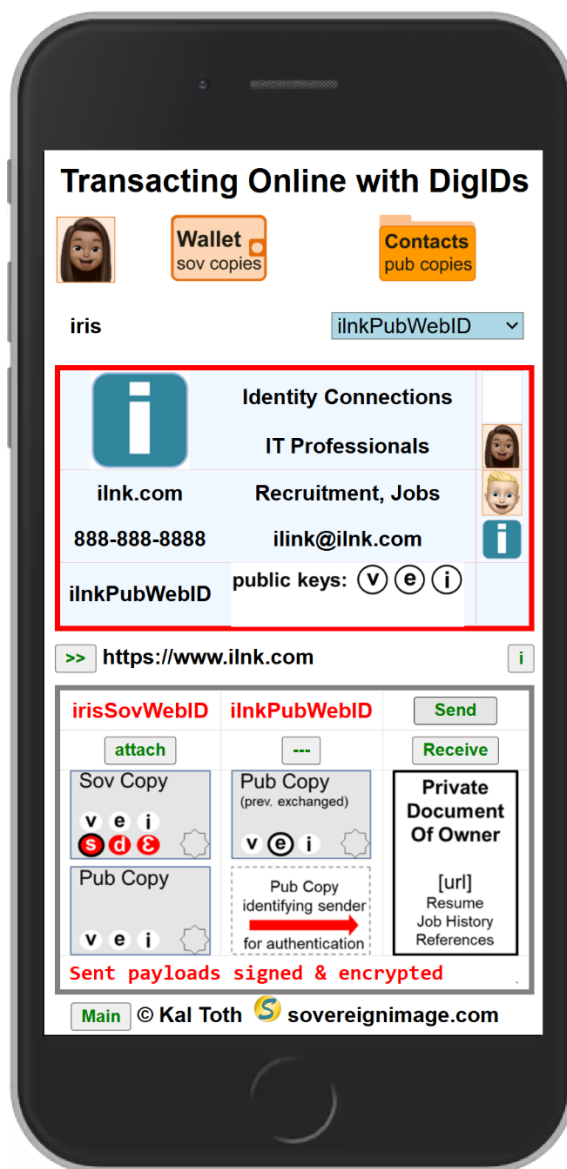 Transacting Online with DigIDs
Wallet
sov copies
Contacts
pub copies
iris
ilnkPubWebID
i
Identity Connections
IT Professionals
ilnk.com
Recruitment, Jobs
888-888-8888
ilink@ilnk.com
i
ilnkPubWebID
public keys: v e i
>> https://www.ilnk.com i
irisSovWebID ilnkPubWebID Send
attach --- Receive
Sov Copy
v e i
s d Ɛ
Pub Copy
(prev. exchanged)
v e i
Private
Document
Of Owner
[url]
Resume
Job History
References
Pub Copy
v e i
Pub Copy
identifying sender
for authentication
Sent payloads signed & encrypted
Main © Kal Toth S sovereignimage.com